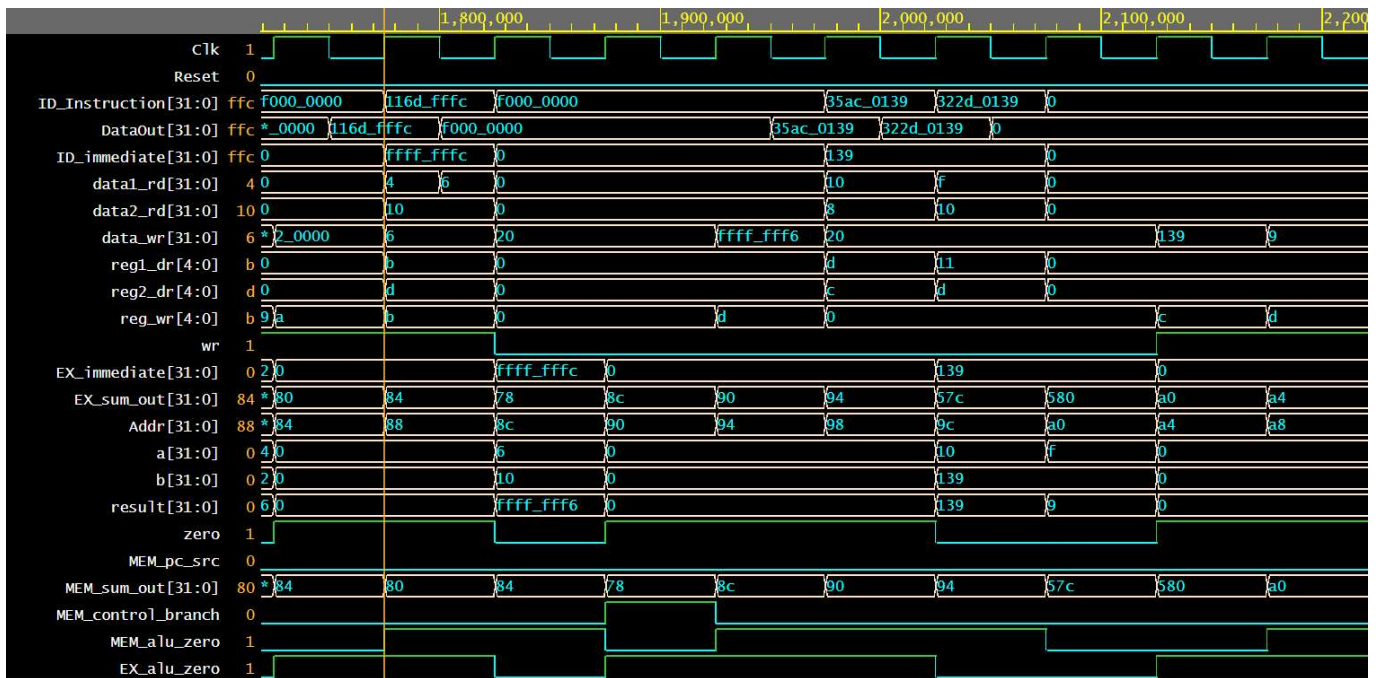 1,800,000 1,900,000 2,000,000 2,100,000 2,200
Clk 1
Reset 0
ID_Instruction[31:0] ffc f000_0000 116d_fffc f000_0000 35ac_0139 322d_0139 0
DataOut[31:0] ffc *_0000 116d_fffc f000_0000 35ac_0139 322d_0139 0
ID_immediate[31:0] ffc 0 ffff_fffc 0 139 0
data1_rd[31:0] 4 0 4 6 0 10 f 0
data2_rd[31:0] 10 0 10 0 8 10 0
data_wr[31:0] 6 * 2_0000 6 20 ffff_fff6 20 139 9
reg1_dr[4:0] b 0 b 0 d 11 0
reg2_dr[4:0] d 0 d 0 c d 0
reg_wr[4:0] b 9 a b 0 d 0 c d
wr 1
EX_immediate[31:0] 0 2 0 ffff_fffc 0 139 0
EX_sum_out[31:0] 84 * 80 84 78 8c 90 94 57c 580 a0 a4
Addr[31:0] 88 * 84 88 8c 90 94 98 9c a0 a4 a8
a[31:0] 0 4 0 6 0 10 f 0
b[31:0] 0 2 0 10 0 139 0
result[31:0] 0 6 0 ffff_fff6 0 139 9 0
zero 1
MEM_pc_src 0
MEM_sum_out[31:0] 80 * 84 80 84 78 8c 90 94 57c 580 a0
MEM_control_branch 0
MEM_alu_zero 1
EX_alu_zero 1